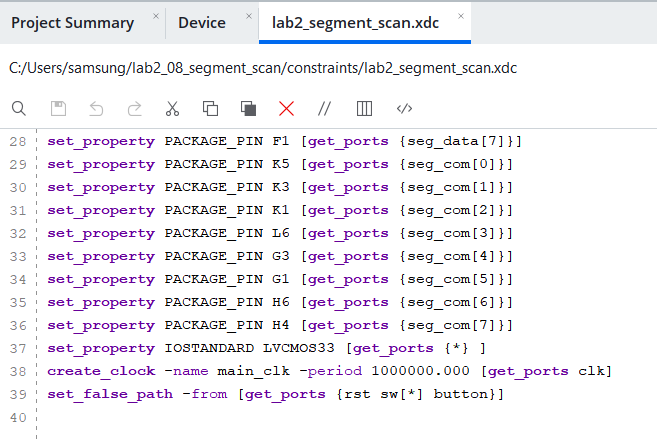 Project Summary × Device × lab2_segment_scan.xdc ×
C:/Users/samsung/lab2_08_segment_scan/constraints/lab2_segment_scan.xdc
28 set_property PACKAGE_PIN F1 [get_ports {seg_data[7]}]
29 set_property PACKAGE_PIN K5 [get_ports {seg_com[0]}]
30 set_property PACKAGE_PIN K3 [get_ports {seg_com[1]}]
31 set_property PACKAGE_PIN K1 [get_ports {seg_com[2]}]
32 set_property PACKAGE_PIN L6 [get_ports {seg_com[3]}]
33 set_property PACKAGE_PIN G3 [get_ports {seg_com[4]}]
34 set_property PACKAGE_PIN G1 [get_ports {seg_com[5]}]
35 set_property PACKAGE_PIN H6 [get_ports {seg_com[6]}]
36 set_property PACKAGE_PIN H4 [get_ports {seg_com[7]}]
37 set_property IOSTANDARD LVCMOS33 [get_ports {*} ]
38 create_clock -name main_clk -period 1000000.000 [get_ports clk]
39 set_false_path -from [get_ports {rst sw[*] button}]
40